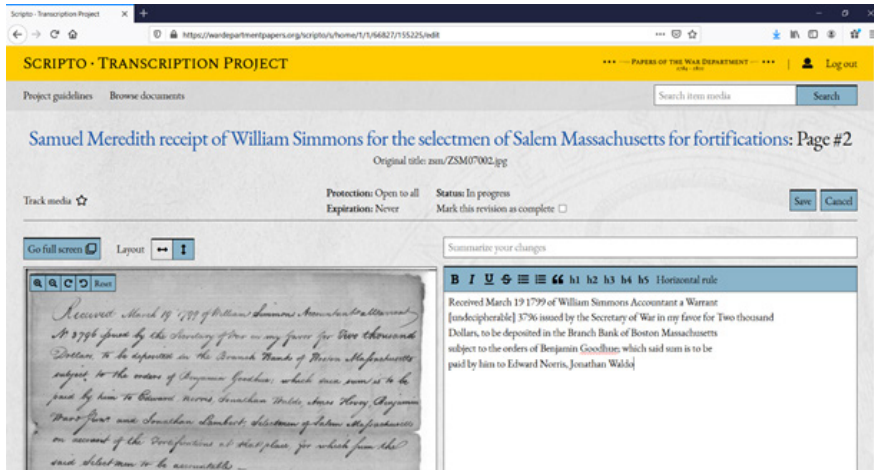 Scripto - Transcription Project
https://wardepartmentpapers.org/scripto/s/home/1/1/66827/155225/edit
SCRIPTO · TRANSCRIPTION PROJECT
PAPERS OF THE WAR DEPARTMENT
Log out
Project guidelines Browse documents
Search item media Search
Samuel Meredith receipt of William Simmons for the selectmen of Salem Massachusetts for fortifications: Page #2
Original title: zsn/ZSM07002.jpg
Track media
Protection: Open to all Status: In progress
Expiration: Never Mark this revision as complete
Save Cancel
Go full screen Layout
Summarize your changes
Reset
B I U S h1 h2 h3 h4 h5 Horizontal rule
Received March 19 1799 of William Simmons Accountant a Warrant
No 3796 issued by the Secretary of War in my favor for Two thousand
Dollars, to be deposited in the Branch Bank of Boston Massachusetts
subject to the orders of Benjamin Goodhue; which said sum is to be
paid by him to Edward Norris, Jonathan Waldo, Amos Hovey, Benjamin
Ward Junr and Jonathan Lambert, Selectmen of Salem Massachusetts
on account of the Fortifications at that place, for which sum the
said Selectmen to be accountable
Received March 19 1799 of William Simmons Accountant a Warrant
[undecipherable] 3796 issued by the Secretary of War in my favor for Two thousand
Dollars, to be deposited in the Branch Bank of Boston Massachusetts
subject to the orders of Benjamin Goodhue; which said sum is to be
paid by him to Edward Norris, Jonathan Waldo